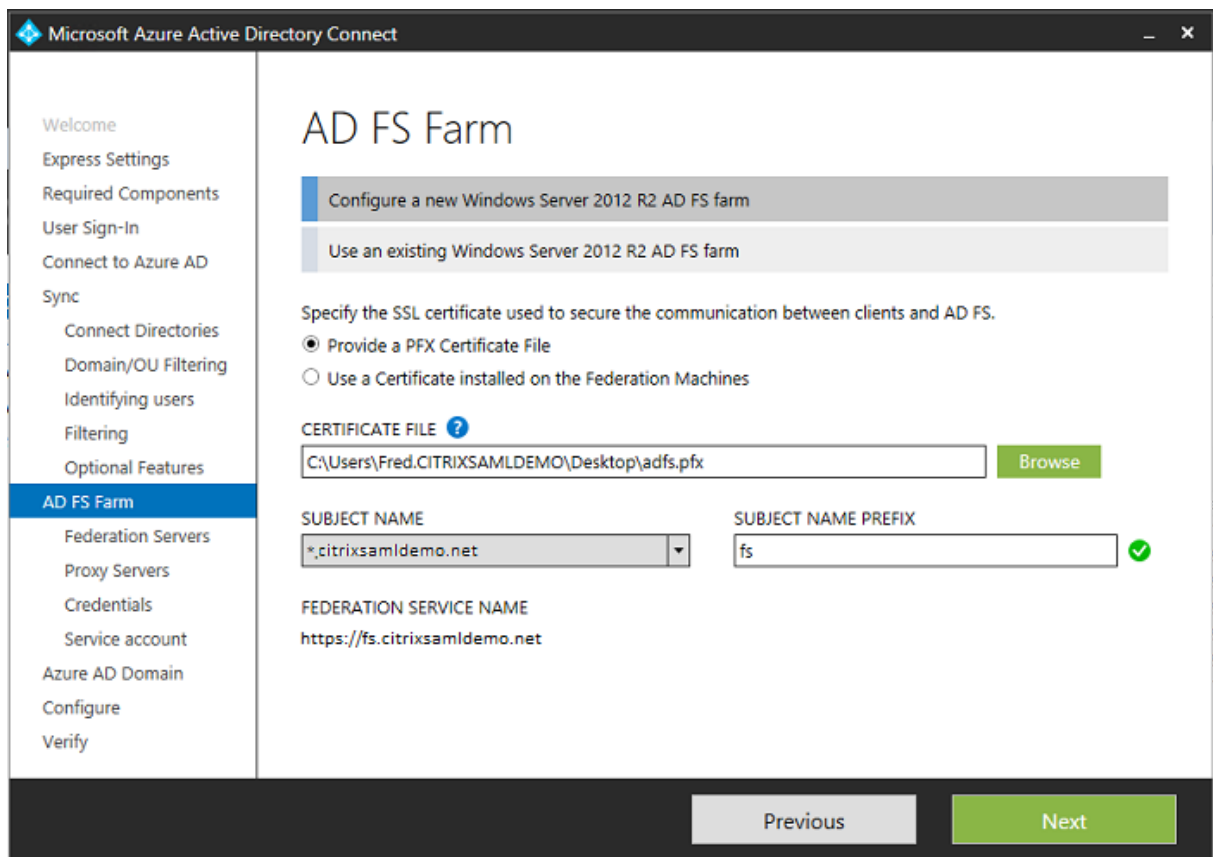 Microsoft Azure Active Directory Connect
Welcome
Express Settings
Required Components
User Sign-In
Connect to Azure AD
Sync
Connect Directories
Domain/OU Filtering
Identifying users
Filtering
Optional Features
AD FS Farm
Federation Servers
Proxy Servers
Credentials
Service account
Azure AD Domain
Configure
Verify
AD FS Farm
Configure a new Windows Server 2012 R2 AD FS farm
Use an existing Windows Server 2012 R2 AD FS farm
Specify the SSL certificate used to secure the communication between clients and AD FS.
Provide a PFX Certificate File
Use a Certificate installed on the Federation Machines
CERTIFICATE FILE ?
C:\Users\Fred.CITRIXSAMLDEMO\Desktop\adfs.pfx
Browse
SUBJECT NAME
*.citrixsamldemo.net
SUBJECT NAME PREFIX
fs
FEDERATION SERVICE NAME
https://fs.citrixsamldemo.net
Previous
Next